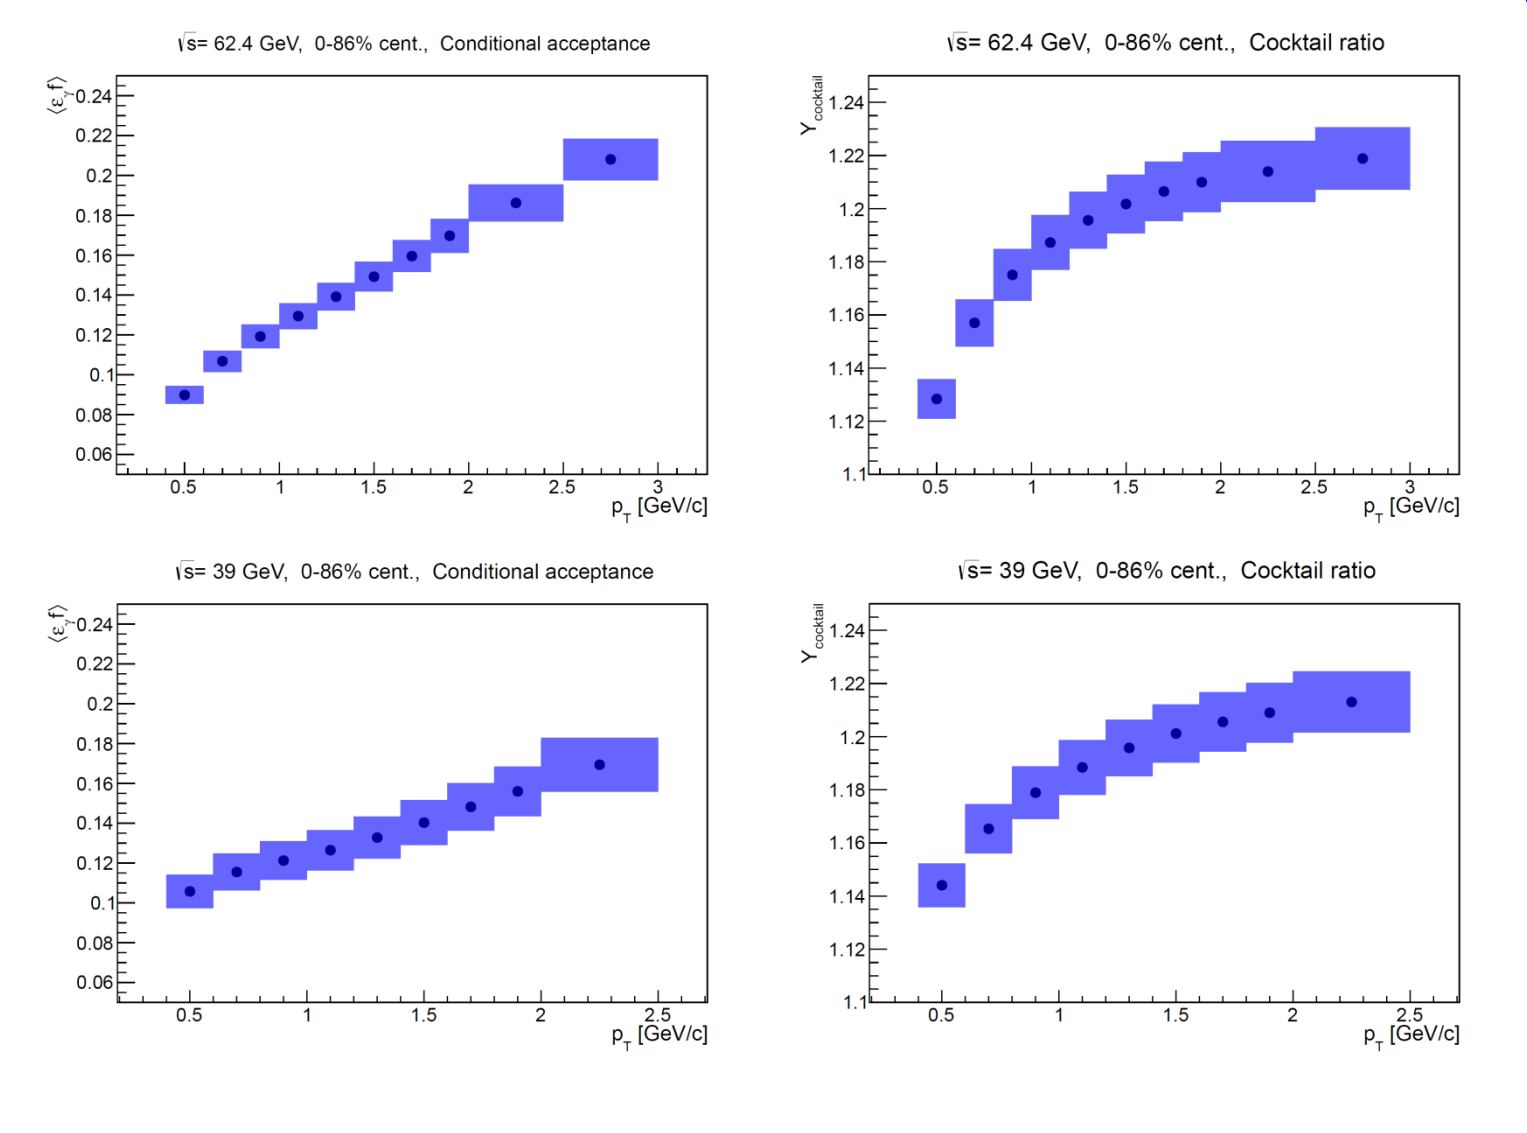 √s= 62.4 GeV, 0-86% cent., Conditional acceptance
⟨ε_γ f⟩
0.24
0.22
0.2
0.18
0.16
0.14
0.12
0.1
0.08
0.06
0.5 1 1.5 2 2.5 3
p_T [GeV/c]
√s= 62.4 GeV, 0-86% cent., Cocktail ratio
Y_cocktail
1.24
1.22
1.2
1.18
1.16
1.14
1.12
1.1
0.5 1 1.5 2 2.5 3
p_T [GeV/c]
√s= 39 GeV, 0-86% cent., Conditional acceptance
⟨ε_γ f⟩
0.24
0.22
0.2
0.18
0.16
0.14
0.12
0.1
0.08
0.06
0.5 1 1.5 2 2.5
p_T [GeV/c]
√s= 39 GeV, 0-86% cent., Cocktail ratio
Y_cocktail
1.24
1.22
1.2
1.18
1.16
1.14
1.12
1.1
0.5 1 1.5 2 2.5
p_T [GeV/c]